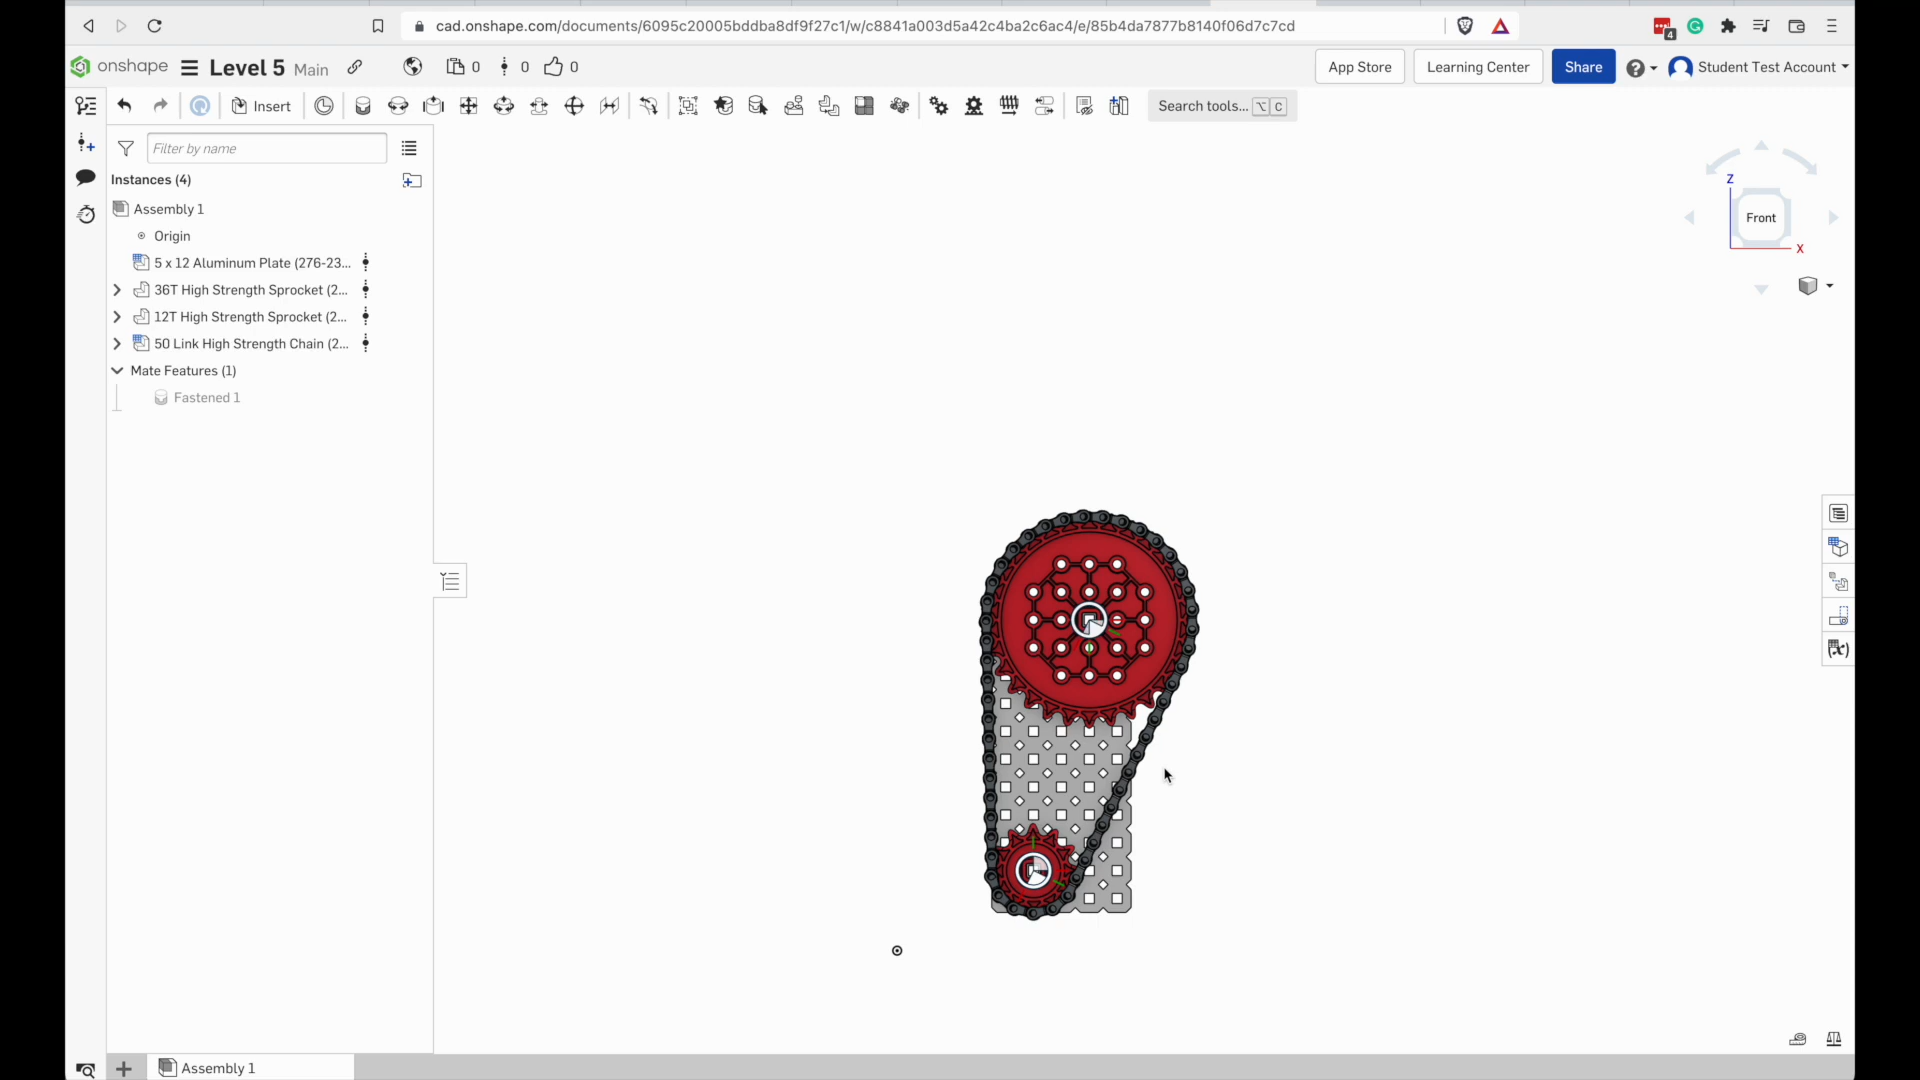 cad.onshape.com/documents/6095c20005bddba8df9f27c1/w/c8841a003d5a42c4ba2c6ac4/e/85b4da7877b8140f06d7c7cd
4
onshape Level 5 Main 0 0 0 App Store Learning Center Share Student Test Account
Insert Search tools... ⌥ C
Filter by name
Instances (4)
Assembly 1
Origin
5 x 12 Aluminum Plate (276-23...
36T High Strength Sprocket (2...
12T High Strength Sprocket (2...
50 Link High Strength Chain (2...
Mate Features (1)
Fastened 1
Z
Front
X
(x)
Assembly 1